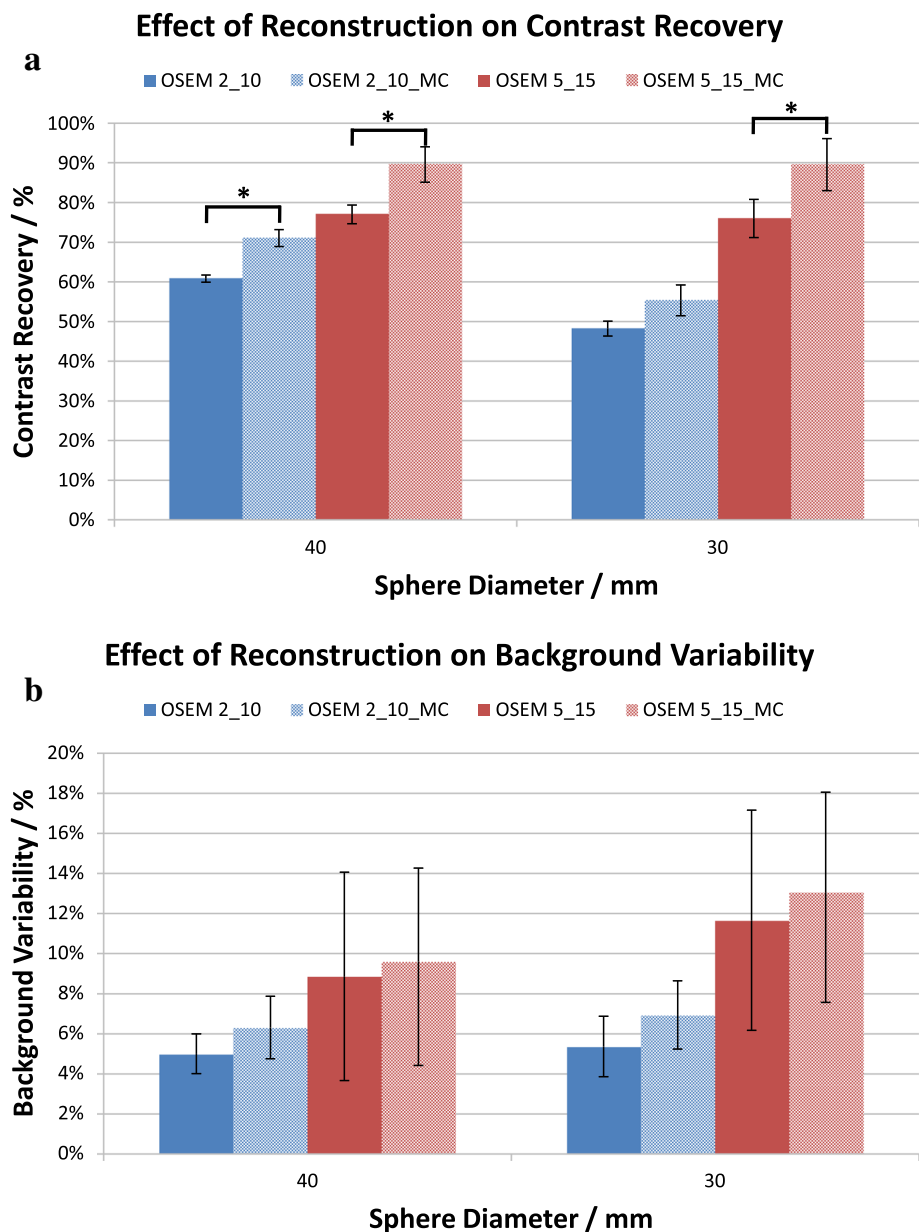 Effect of Reconstruction on Contrast Recovery
a
OSEM 2_10 OSEM 2_10_MC OSEM 5_15 OSEM 5_15_MC
* *
*
100%
90%
80%
70%
60%
50%
40%
30%
20%
10%
0%
Contrast Recovery / %
40 30
Sphere Diameter / mm
Effect of Reconstruction on Background Variability
b
OSEM 2_10 OSEM 2_10_MC OSEM 5_15 OSEM 5_15_MC
20%
18%
16%
14%
12%
10%
8%
6%
4%
2%
0%
Background Variability / %
40 30
Sphere Diameter / mm